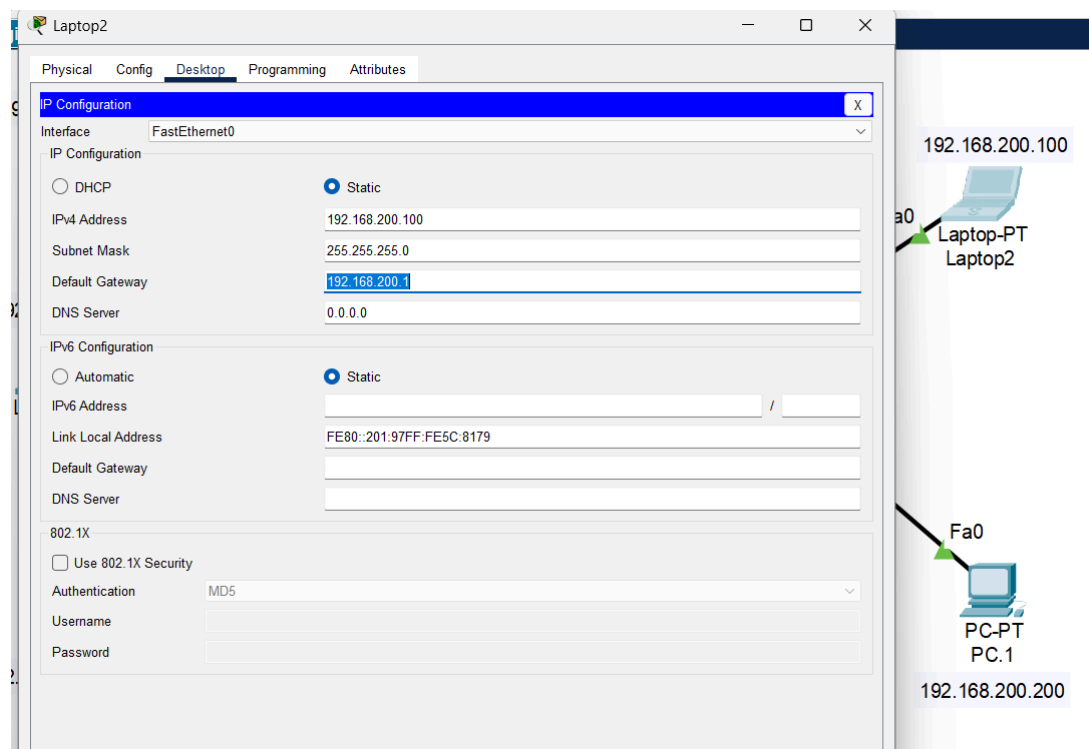 Laptop2
Physical Config Desktop Programming Attributes
IP Configuration X
Interface FastEthernet0
IP Configuration
DHCP Static
IPv4 Address 192.168.200.100
Subnet Mask 255.255.255.0
Default Gateway 192.168.200.1
DNS Server 0.0.0.0
IPv6 Configuration
Automatic Static
IPv6 Address /
Link Local Address FE80::201:97FF:FE5C:8179
Default Gateway
DNS Server
802.1X
Use 802.1X Security
Authentication MD5
Username
Password
192.168.200.100
Laptop-PT
Laptop2
Fa0
PC-PT
PC.1
192.168.200.200